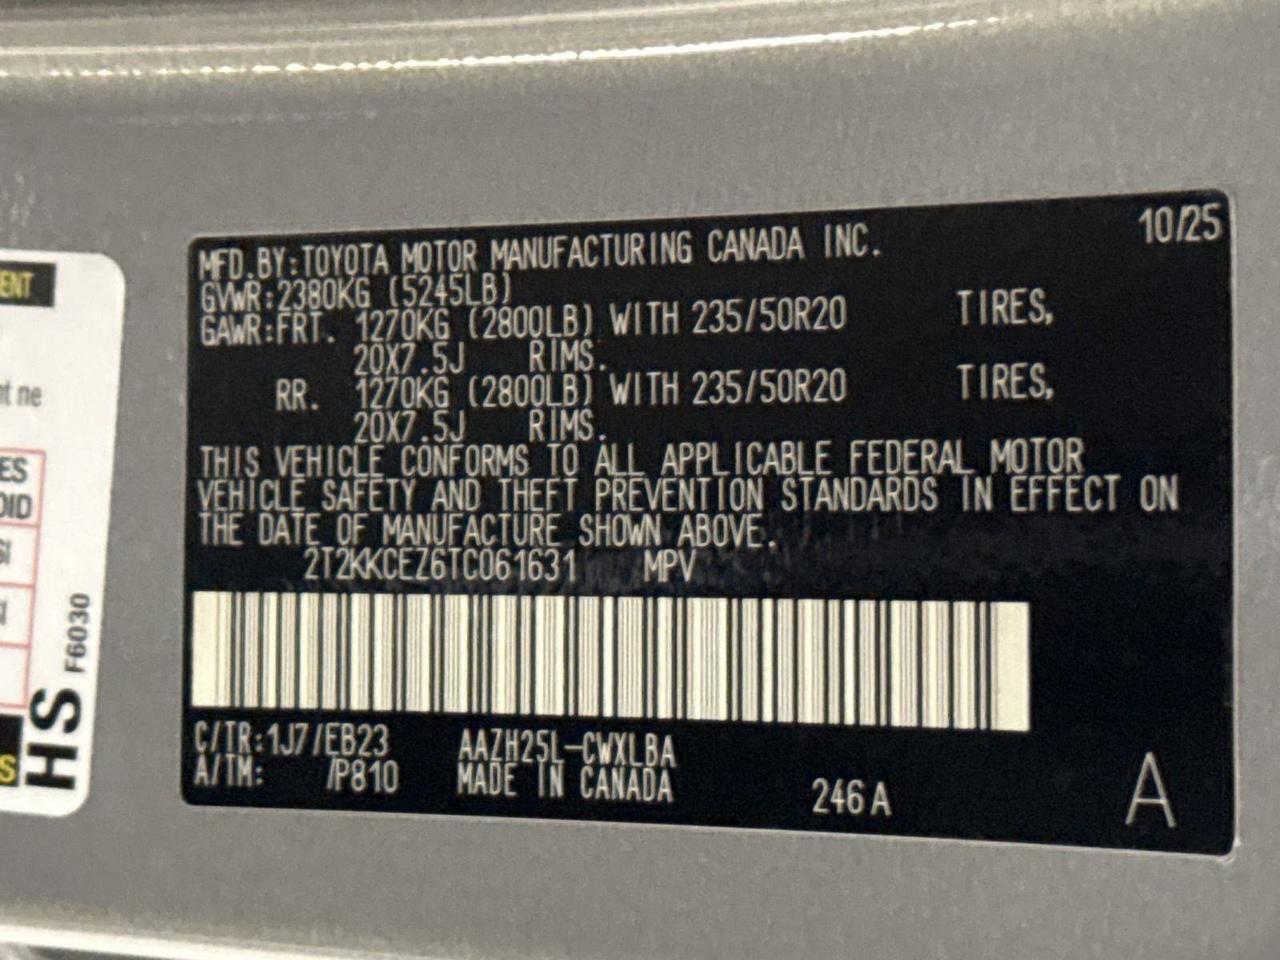 10/25
MFD.BY:TOYOTA MOTOR MANUFACTURING CANADA INC.
GVWR:2380KG (5245LB)
GAWR:FRT. 1270KG (2800LB) WITH 235/50R20 TIRES,
20X7.5J RIMS.
RR. 1270KG (2800LB) WITH 235/50R20 TIRES,
20X7.5J RIMS.
THIS VEHICLE CONFORMS TO ALL APPLICABLE FEDERAL MOTOR
VEHICLE SAFETY AND THEFT PREVENTION STANDARDS IN EFFECT ON
THE DATE OF MANUFACTURE SHOWN ABOVE.
2T2KKCEZ6TC061631 MPV
C/TR:1J7/EB23 AAZH25L-CWXLBA
A/TM: /P810 MADE IN CANADA
246A
A
ne
F6030
HS